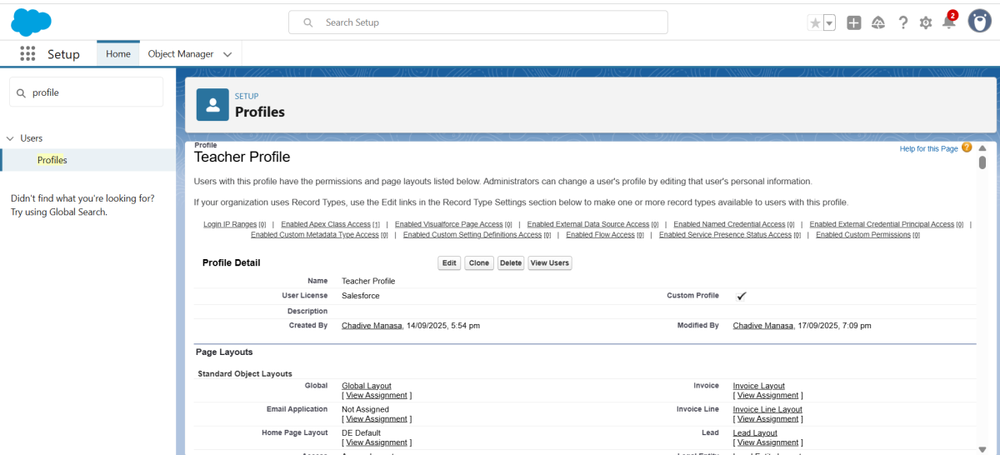 Search Setup
2
Setup
Home
Object Manager
profile
Users
Profiles
Didn't find what you're looking for?
Try using Global Search.
SETUP
Profiles
Profile
Teacher Profile
Help for this Page ?
Users with this profile have the permissions and page layouts listed below. Administrators can change a user's profile by editing that user's personal information.
If your organization uses Record Types, use the Edit links in the Record Type Settings section below to make one or more record types available to users with this profile.
Login IP Ranges [0] | Enabled Apex Class Access [1] | Enabled Visualforce Page Access [0] | Enabled External Data Source Access [0] | Enabled Named Credential Access [0] | Enabled External Credential Principal Access [0] |
Enabled Custom Metadata Type Access [0] | Enabled Custom Setting Definitions Access [0] | Enabled Flow Access [0] | Enabled Service Presence Status Access [0] | Enabled Custom Permissions [0]
Profile Detail Edit Clone Delete View Users
Name Teacher Profile
User License Salesforce Custom Profile ✓
Description
Created By Chadive Manasa, 14/09/2025, 5:54 pm Modified By Chadive Manasa, 17/09/2025, 7:09 pm
Page Layouts
Standard Object Layouts
Global Global Layout Invoice Invoice Layout
[ View Assignment ] [ View Assignment ]
Email Application Not Assigned Invoice Line Invoice Line Layout
[ View Assignment ] [ View Assignment ]
Home Page Layout DE Default Lead Lead Layout
[ View Assignment ] [ View Assignment ]